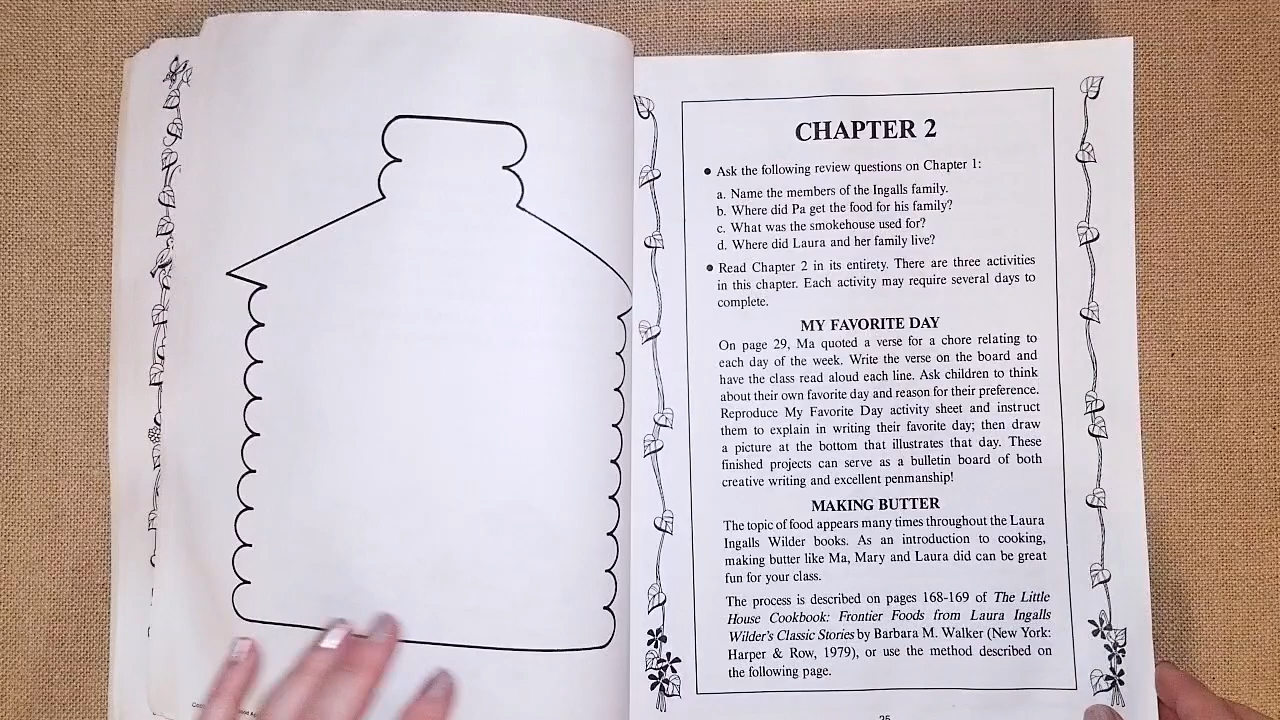 CHAPTER 2
• Ask the following review questions on Chapter 1:
a. Name the members of the Ingalls family.
b. Where did Pa get the food for his family?
c. What was the smokehouse used for?
d. Where did Laura and her family live?
• Read Chapter 2 in its entirety. There are three activities
in this chapter. Each activity may require several days to
complete.
MY FAVORITE DAY
On page 29, Ma quoted a verse for a chore relating to
each day of the week. Write the verse on the board and
have the class read aloud each line. Ask children to think
about their own favorite day and reason for their preference.
Reproduce My Favorite Day activity sheet and instruct
them to explain in writing their favorite day; then draw
a picture at the bottom that illustrates that day. These
finished projects can serve as a bulletin board of both
creative writing and excellent penmanship!
MAKING BUTTER
The topic of food appears many times throughout the Laura
Ingalls Wilder books. As an introduction to cooking,
making butter like Ma, Mary and Laura did can be great
fun for your class.
The process is described on pages 168-169 of The Little
House Cookbook: Frontier Foods from Laura Ingalls
Wilder's Classic Stories by Barbara M. Walker (New York:
Harper & Row, 1979), or use the method described on
the following page.